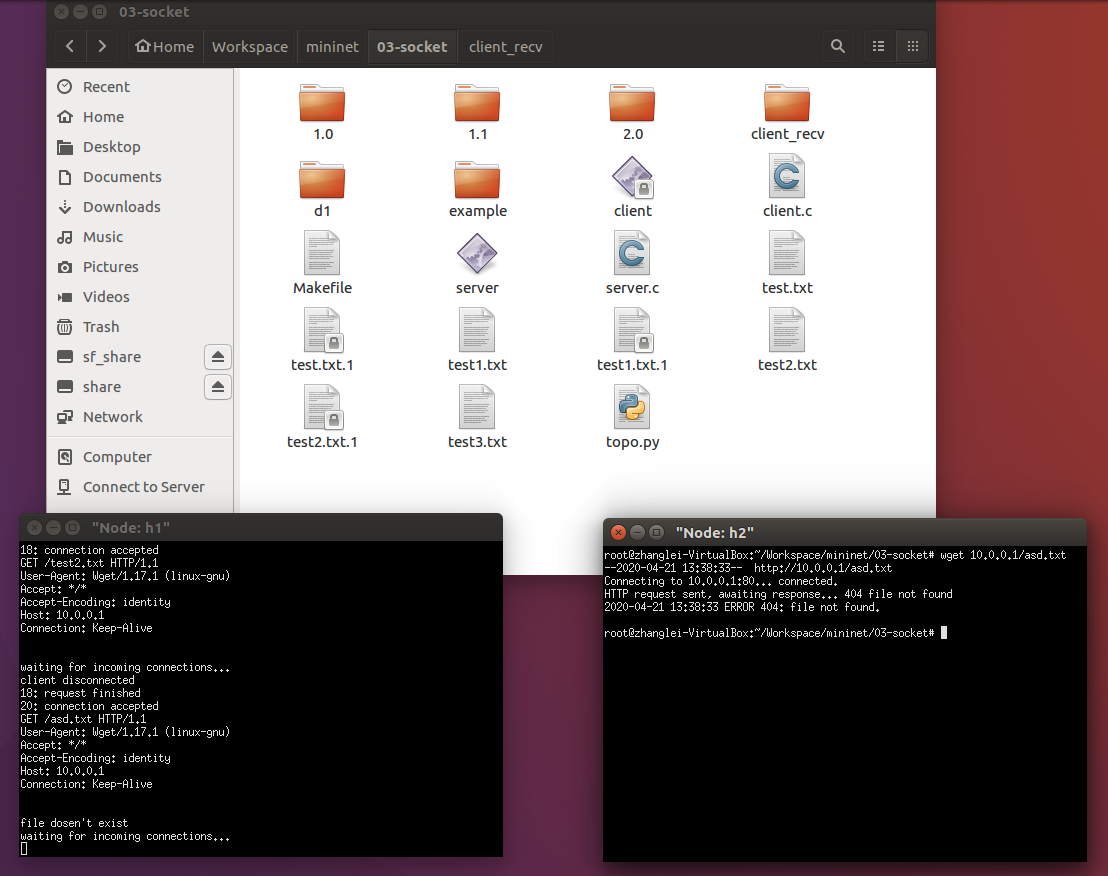 03-socket
Home Workspace mininet 03-socket client_recv
Recent
Home
Desktop
Documents
Downloads
Music
Pictures
Videos
Trash
sf_share
share
Network
Computer
Connect to Server
1.0 1.1 2.0 client_recv
d1 example client client.c
Makefile server server.c test.txt
test.txt.1 test1.txt test1.txt.1 test2.txt
test2.txt.1 test3.txt topo.py
"Node: h1"
18: connection accepted
GET /test2.txt HTTP/1.1
User-Agent: Wget/1.17.1 (linux-gnu)
Accept: */*
Accept-Encoding: identity
Host: 10.0.0.1
Connection: Keep-Alive
waiting for incoming connections...
client disconnected
18: request finished
20: connection accepted
GET /asd.txt HTTP/1.1
User-Agent: Wget/1.17.1 (linux-gnu)
Accept: */*
Accept-Encoding: identity
Host: 10.0.0.1
Connection: Keep-Alive
file dosen't exist
waiting for incoming connections...
"Node: h2"
root@zhanglei-VirtualBox:~/Workspace/mininet/03-socket# wget 10.0.0.1/asd.txt
--2020-04-21 13:38:33--  http://10.0.0.1/asd.txt
Connecting to 10.0.0.1:80... connected.
HTTP request sent, awaiting response... 404 file not found
2020-04-21 13:38:33 ERROR 404: file not found.
root@zhanglei-VirtualBox:~/Workspace/mininet/03-socket#